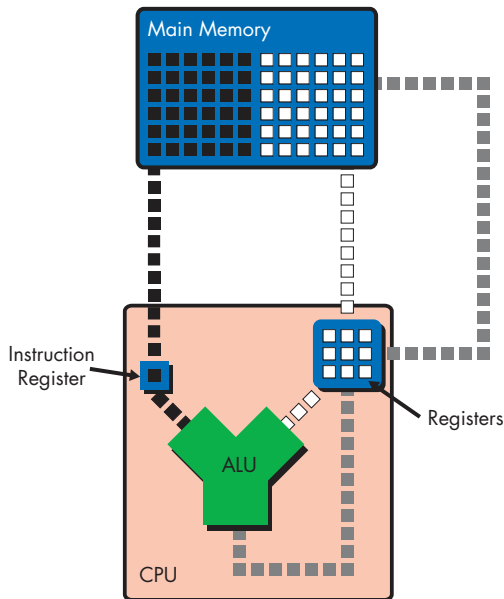 Main Memory
Instruction
Register
Registers
ALU
CPU